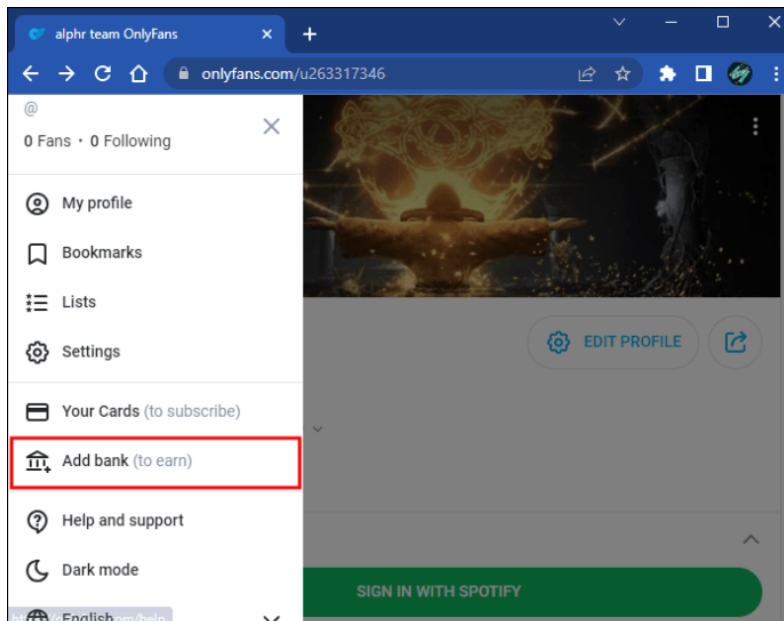 alphr team OnlyFans
onlyfans.com/u263317346
@
0 Fans • 0 Following
My profile
Bookmarks
Lists
Settings
EDIT PROFILE
Your Cards (to subscribe)
Add bank (to earn)
Help and support
Dark mode
SIGN IN WITH SPOTIFY
English